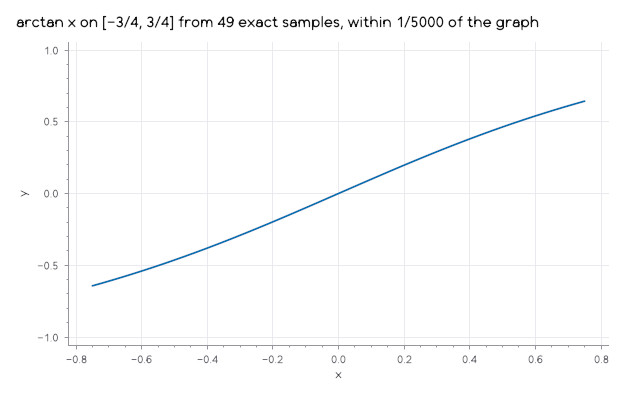 arctan x on [−3/4, 3/4] from 49 exact samples, within 1/5000 of the graph
1.0
0.5
0.0
−0.5
−1.0
y
−0.8 −0.6 −0.4 −0.2 0.0 0.2 0.4 0.6 0.8
x